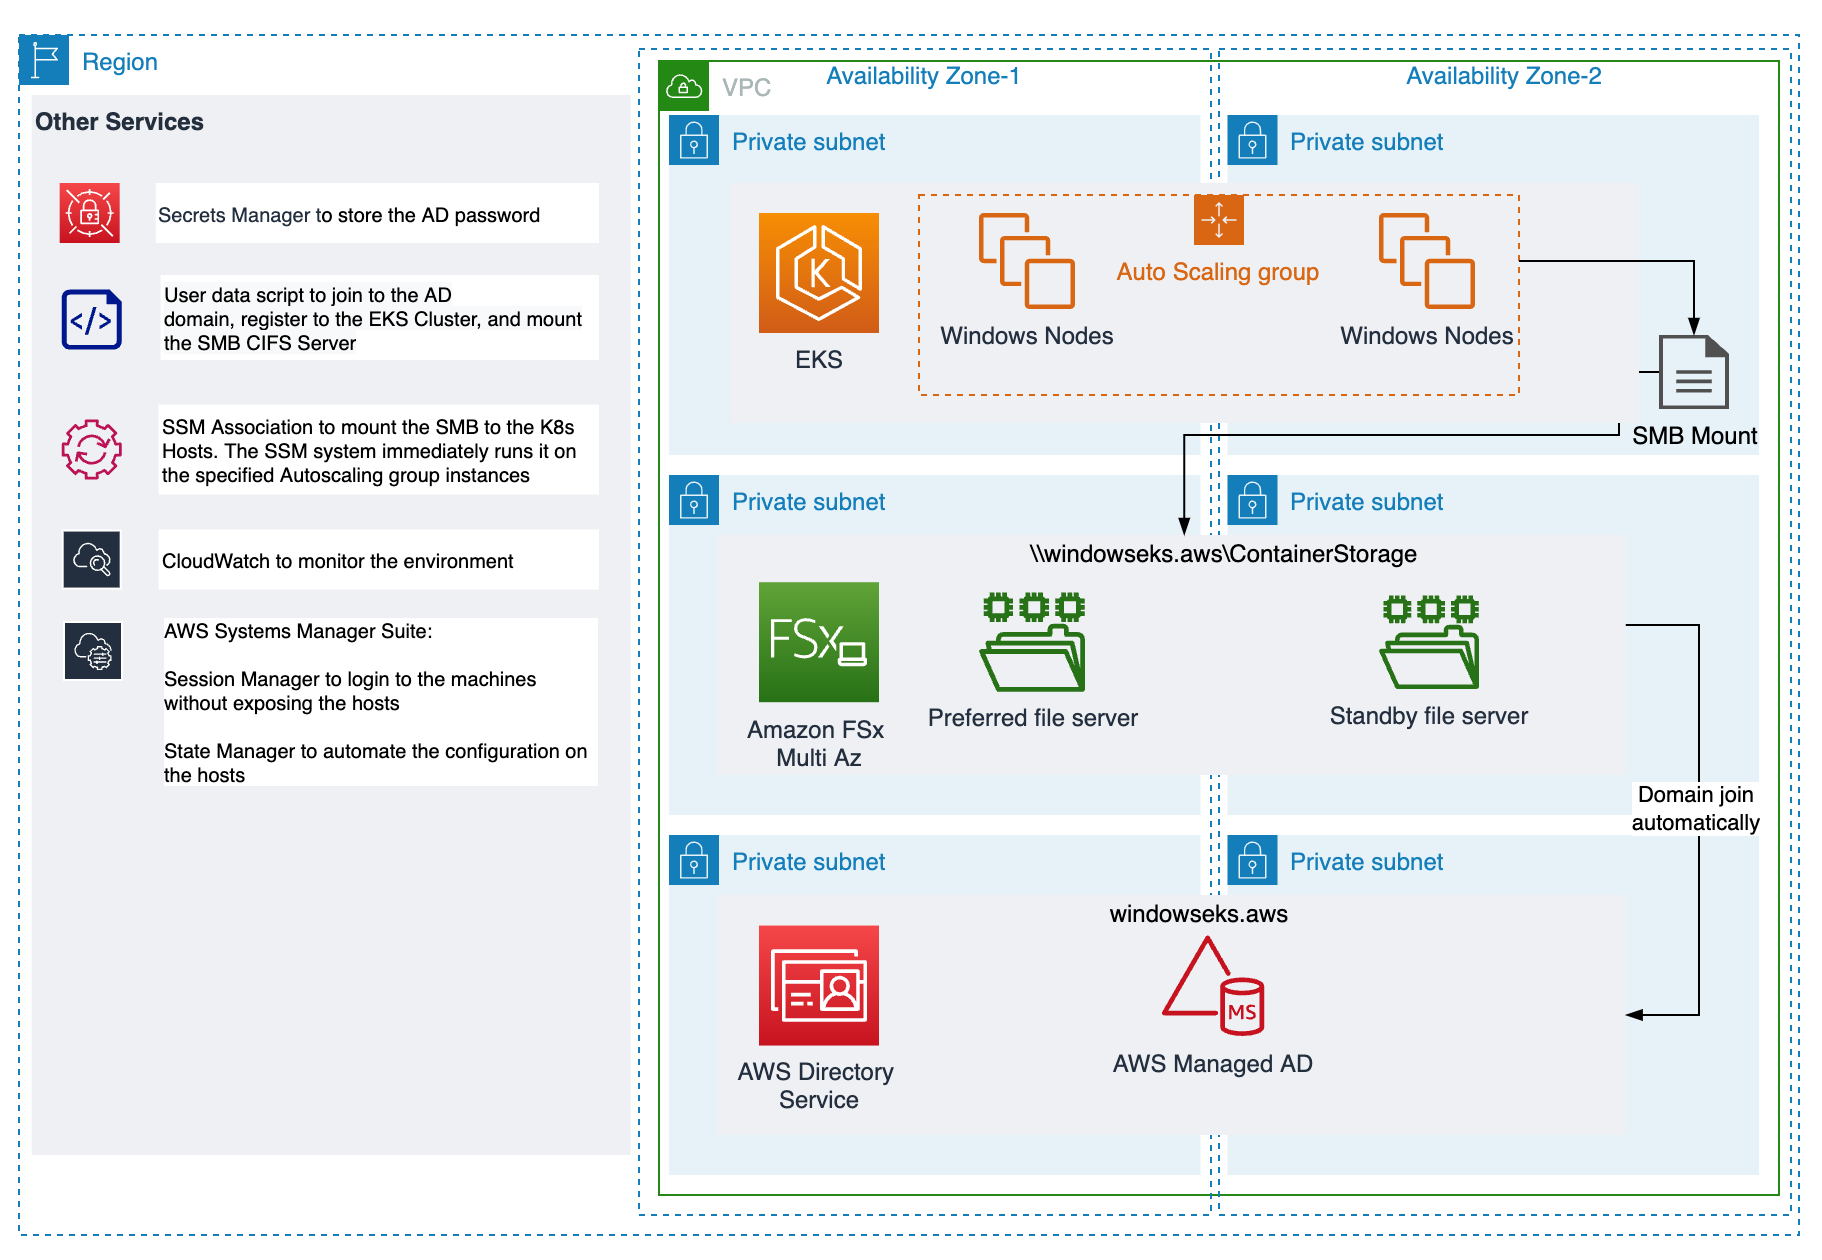 Region
Other Services
Secrets Manager to store the AD password
User data script to join to the AD
domain, register to the EKS Cluster, and mount
the SMB CIFS Server
SSM Association to mount the SMB to the K8s
Hosts. The SSM system immediately runs it on
the specified Autoscaling group instances
CloudWatch to monitor the environment
AWS Systems Manager Suite:
Session Manager to login to the machines
without exposing the hosts
State Manager to automate the configuration on
the hosts
VPC
Availability Zone-1
Availability Zone-2
Private subnet
Private subnet
K
EKS
Windows Nodes
Auto Scaling group
Windows Nodes
SMB Mount
Private subnet
Private subnet
\\windowseks.aws\ContainerStorage
FSx
Amazon FSx
Multi Az
Preferred file server
Standby file server
Domain join
automatically
Private subnet
Private subnet
windowseks.aws
MS
AWS Directory
Service
AWS Managed AD